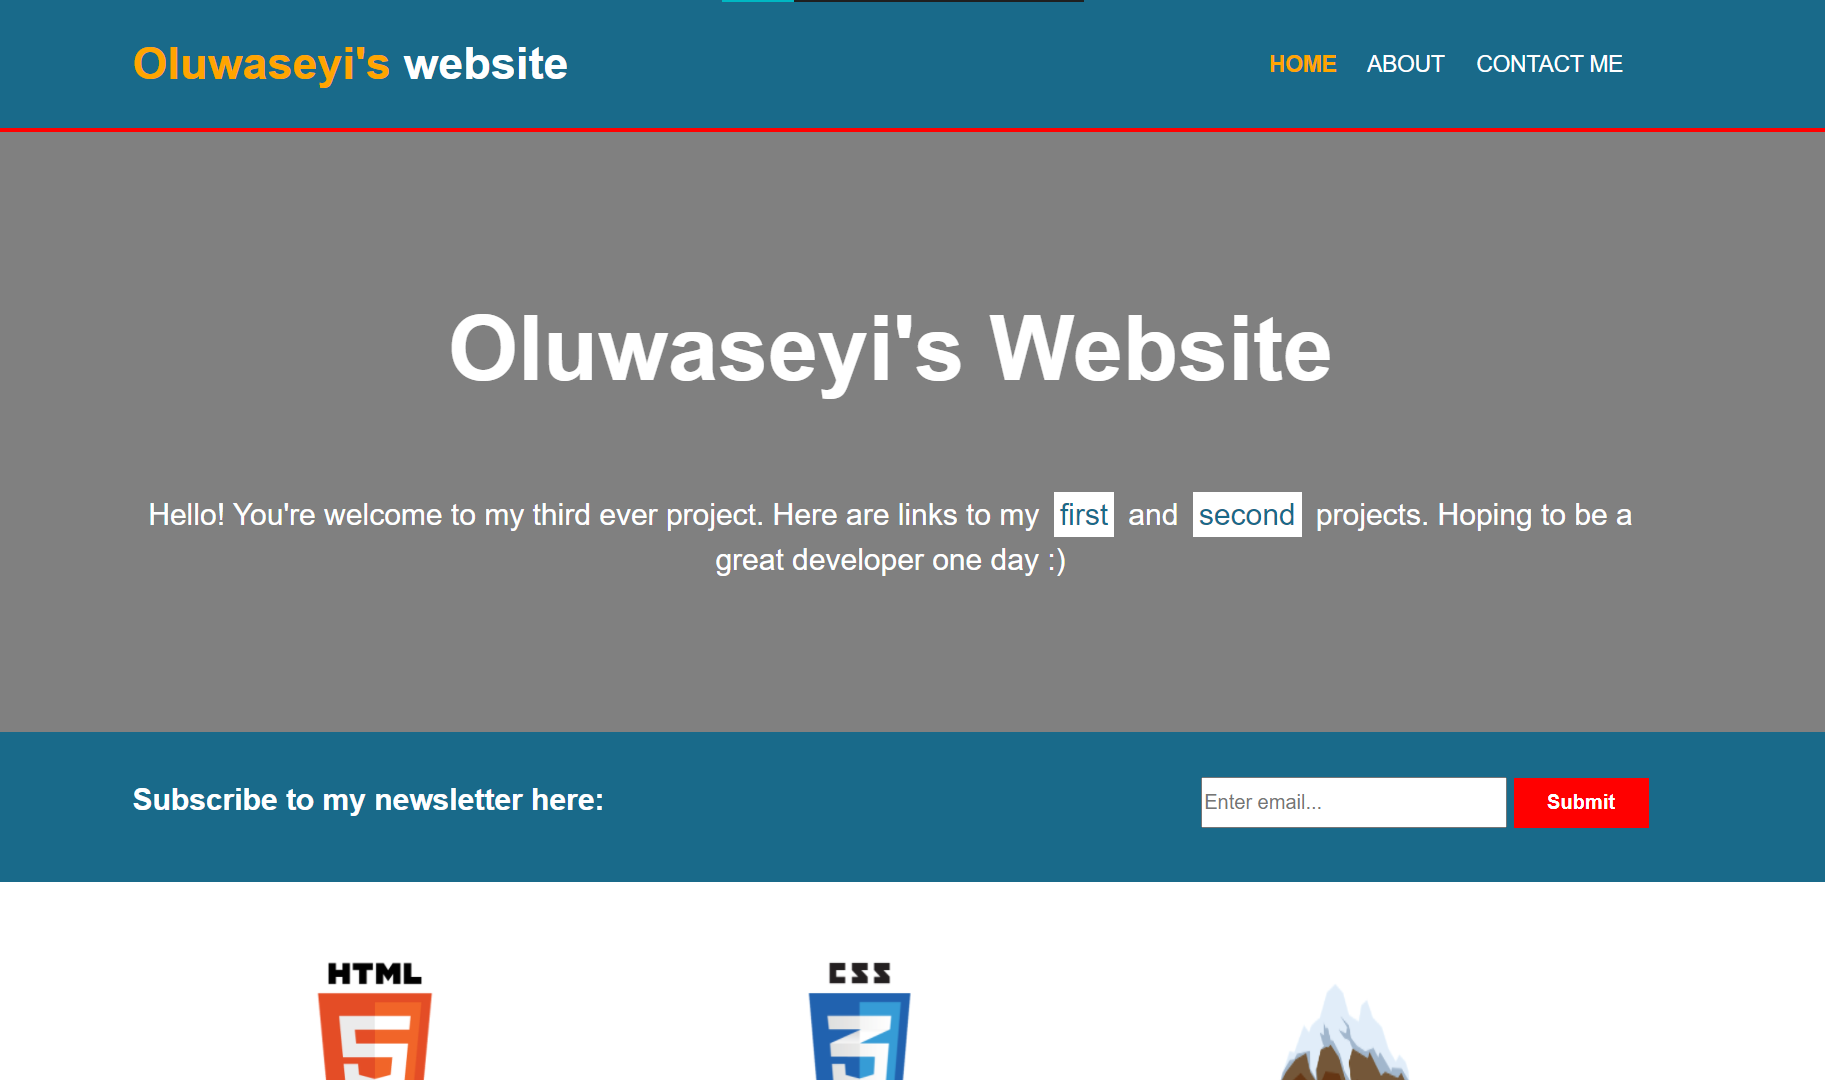 Oluwaseyi's website
HOME ABOUT CONTACT ME
Oluwaseyi's Website
Hello! You're welcome to my third ever project. Here are links to my first and second projects. Hoping to be a
great developer one day :)
Subscribe to my newsletter here:
Enter email... Submit
HTML
5
CSS
3